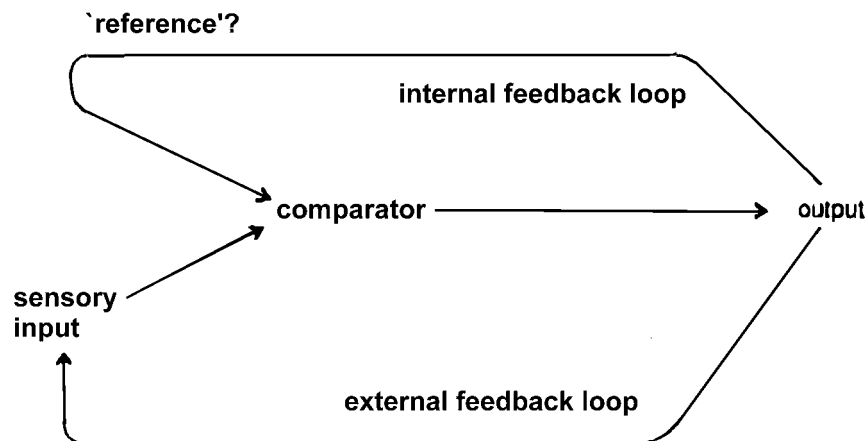 `reference'?
internal feedback loop
comparator
output
sensory
input
external feedback loop